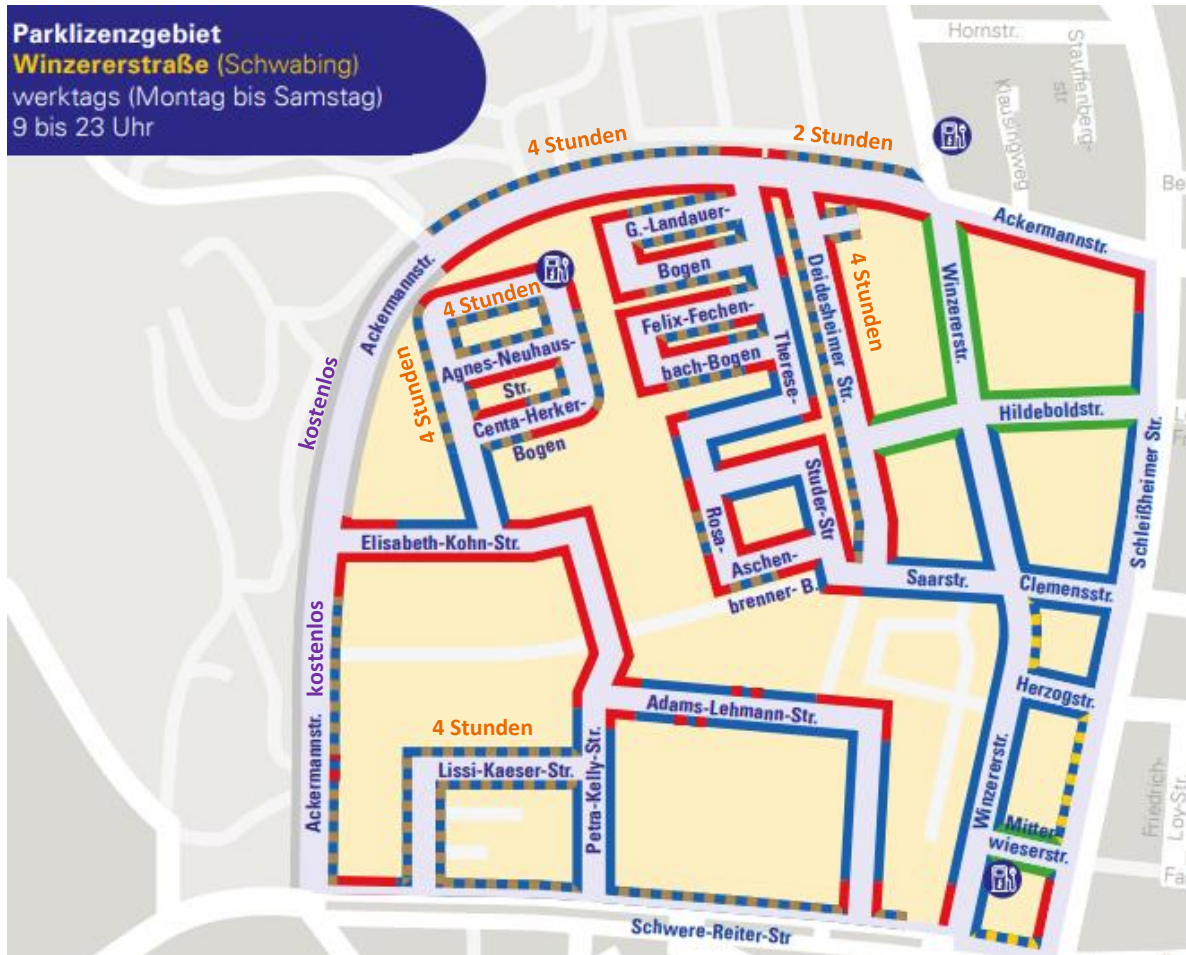 Parklizenzgebiet
Winzererstraße (Schwabing)
werktags (Montag bis Samstag)
9 bis 23 Uhr
Hornstr.
Stauffenberg-
str
Klausingweg
4 Stunden
2 Stunden
Be
Ackermannstr.
G.-Landauer-
Bogen
Ackermannstr.
4 Stunden
Deidesheimer Str.
4 Stunden
Winzererstr.
Felix-Fechen-
bach-Bogen
Therese-
Agnes-Neuhaus-
Str.
Centa-Herker-
Bogen
4 Stunden
kostenlos
Hildeboldstr.
Schleißheimer Str.
Studer-Str
Rosa-
Aschen-
brenner- B.
Elisabeth-Kohn-Str.
Saarstr.
Clemensstr.
kostenlos
Herzogstr.
Adams-Lehmann-Str.
4 Stunden
Lissi-Kaeser-Str.
Petra-Kelly-Str.
Ackermannstr.
Winzererstr.
Mitter-
wieserstr.
Friedrich-
Loy-Str.
Fa
Schwere-Reiter-Str